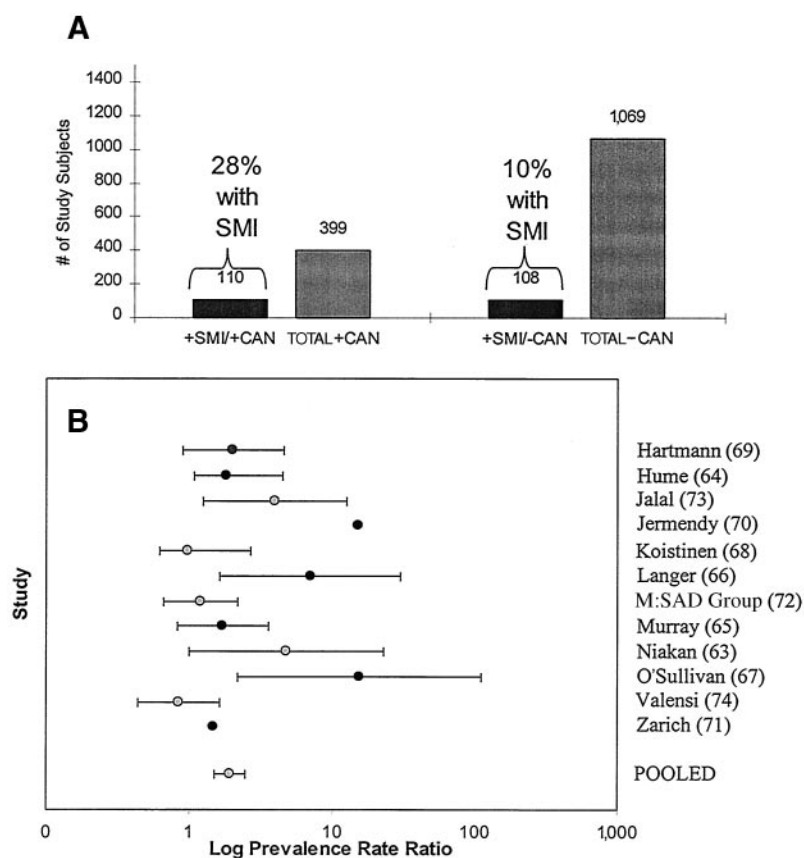 A
# of Study Subjects
1400
1200
1000
800
600
400
200
0
28%
with
SMI
110
399
10%
with
SMI
108
1,069
+SMI/+CAN
TOTAL+CAN
+SMI/-CAN
TOTAL−CAN
B
Study
Hartmann (69)
Hume (64)
Jalal (73)
Jermendy (70)
Koistinen (68)
Langer (66)
M:SAD Group (72)
Murray (65)
Niakan (63)
O'Sullivan (67)
Valensi (74)
Zarich (71)
POOLED
0
1
10
100
1,000
Log Prevalence Rate Ratio